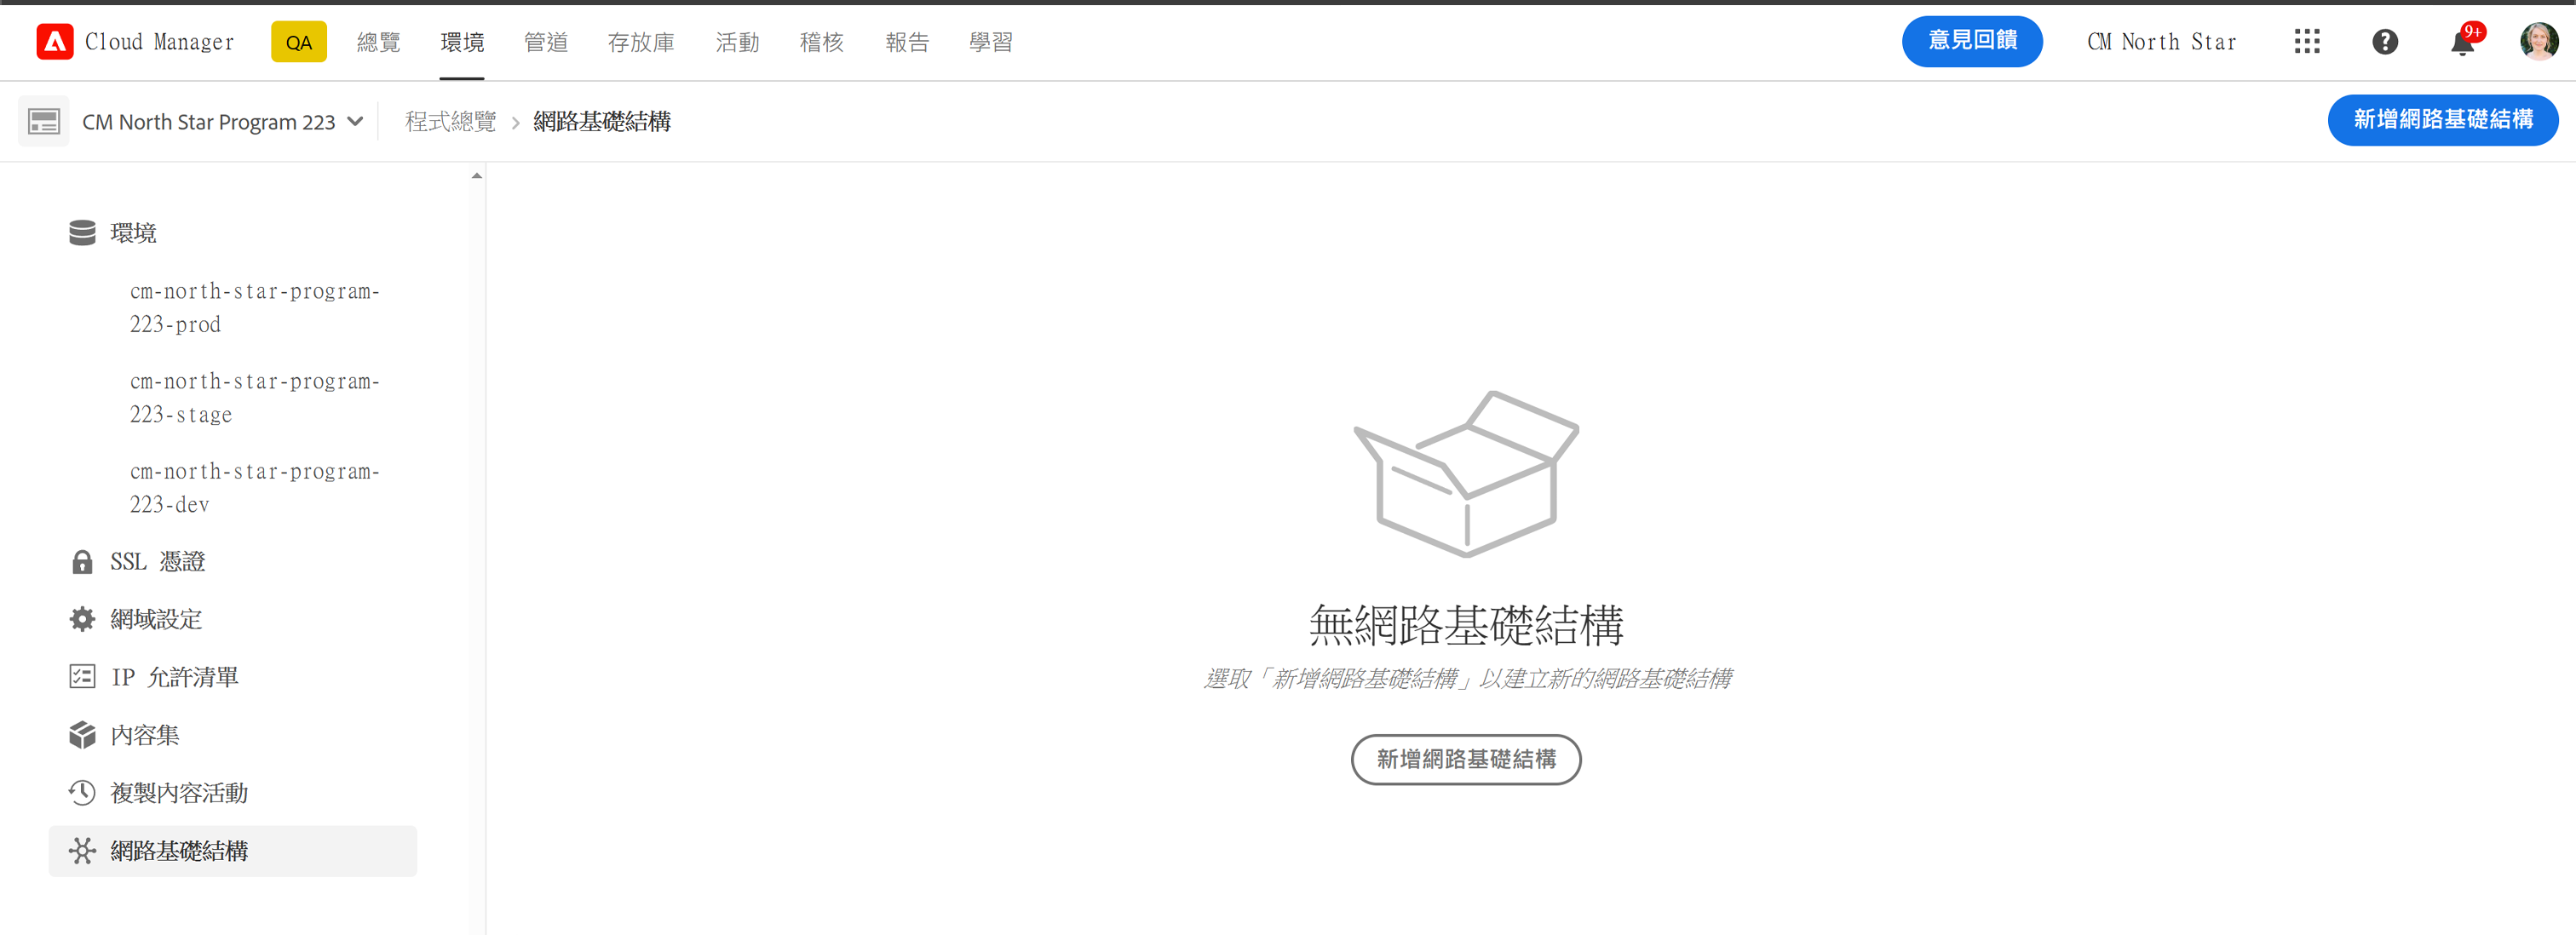 Cloud Manager QA 總覽 環境 管道 存放庫 活動 稽核 報告 學習 意見回饋 CM North Star 9+
CM North Star Program 223 程式總覽 網路基礎結構 新增網路基礎結構
環境
cm-north-star-program-
223-prod
cm-north-star-program-
223-stage
cm-north-star-program-
223-dev
SSL 憑證
網域設定
IP 允許清單
內容集
複製內容活動
網路基礎結構
無網路基礎結構
選取「新增網路基礎結構」以建立新的網路基礎結構
新增網路基礎結構